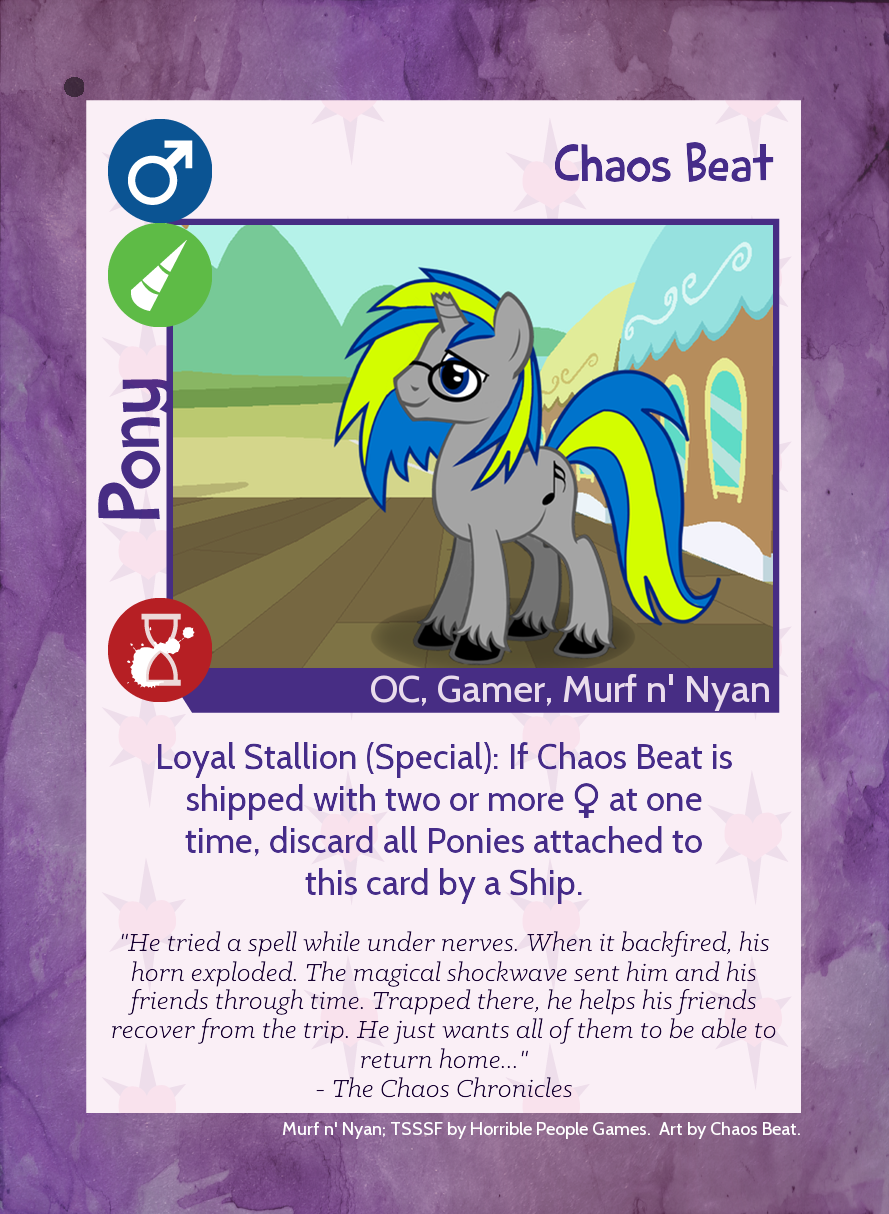 Chaos Beat
Pony
OC, Gamer, Murf n' Nyan
Loyal Stallion (Special): If Chaos Beat is
shipped with two or more ♀ at one
time, discard all Ponies attached to
this card by a Ship.
"He tried a spell while under nerves. When it backfired, his
horn exploded. The magical shockwave sent him and his
friends through time. Trapped there, he helps his friends
recover from the trip. He just wants all of them to be able to
return home..."
- The Chaos Chronicles
Murf n' Nyan; TSSSF by Horrible People Games. Art by Chaos Beat.